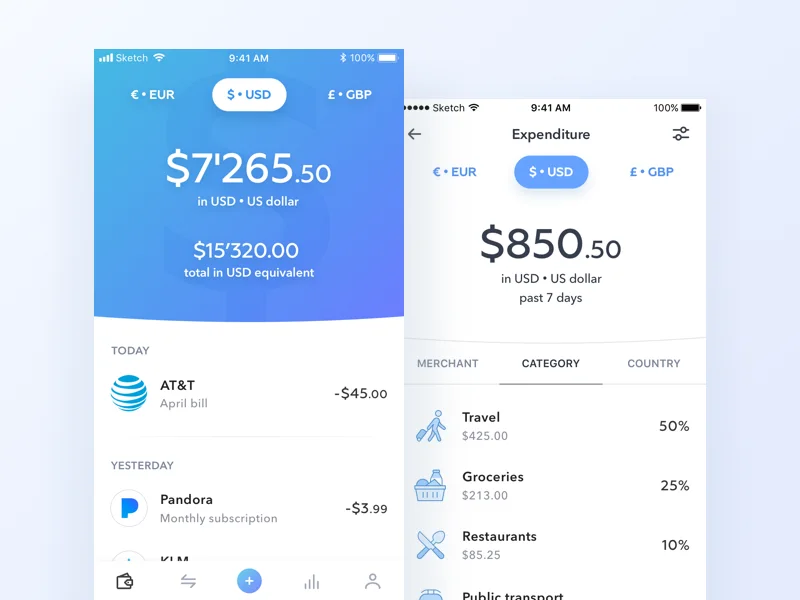 Sketch 9:41 AM 100%
€ • EUR $ • USD £ • GBP
$7'265.50
in USD • US dollar
$15'320.00
total in USD equivalent
TODAY
AT&T
April bill
-$45.00
YESTERDAY
Pandora
Monthly subscription
-$3.99
KLM
Sketch 9:41 AM 100%
Expenditure
€ • EUR $ • USD £ • GBP
$850.50
in USD • US dollar
past 7 days
MERCHANT CATEGORY COUNTRY
Travel
$425.00
50%
Groceries
$213.00
25%
Restaurants
$85.25
10%
Public transport